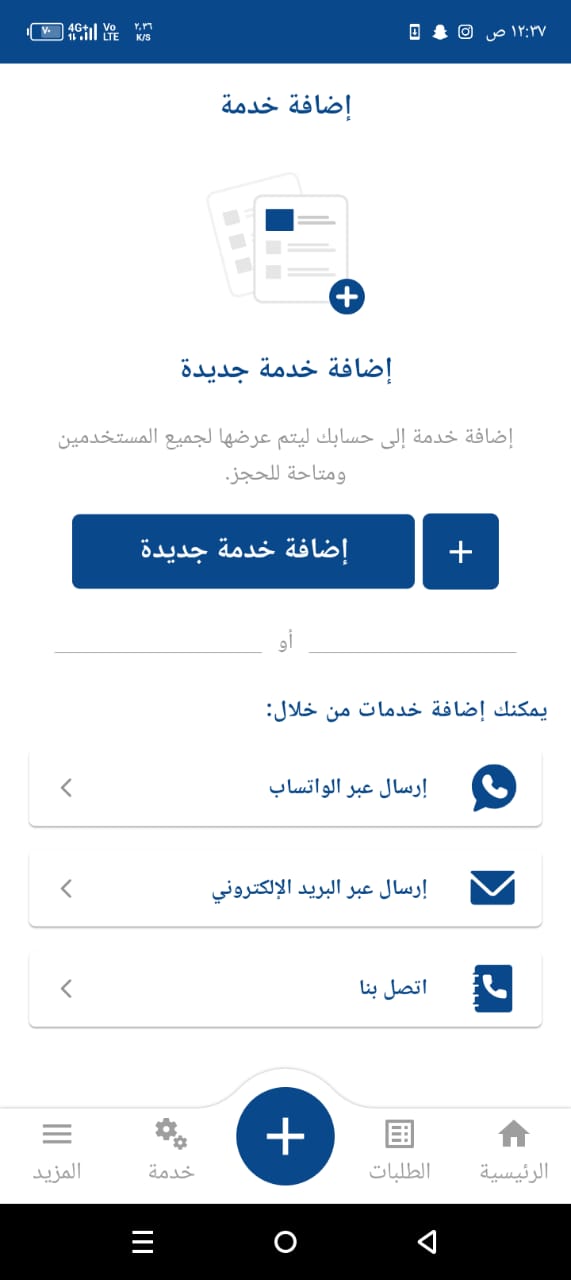 ١٢:٣٧ ص
٢,٣٦ K/S
Vo LTE
4G+
٧٠
إضافة خدمة
إضافة خدمة جديدة
إضافة خدمة إلى حسابك ليتم عرضها لجميع المستخدمين
ومتاحة للحجز.
+ إضافة خدمة جديدة
أو
يمكنك إضافة خدمات من خلال:
إرسال عبر الواتساب
إرسال عبر البريد الإلكتروني
اتصل بنا
الرئيسية
الطلبات
خدمة
المزيد